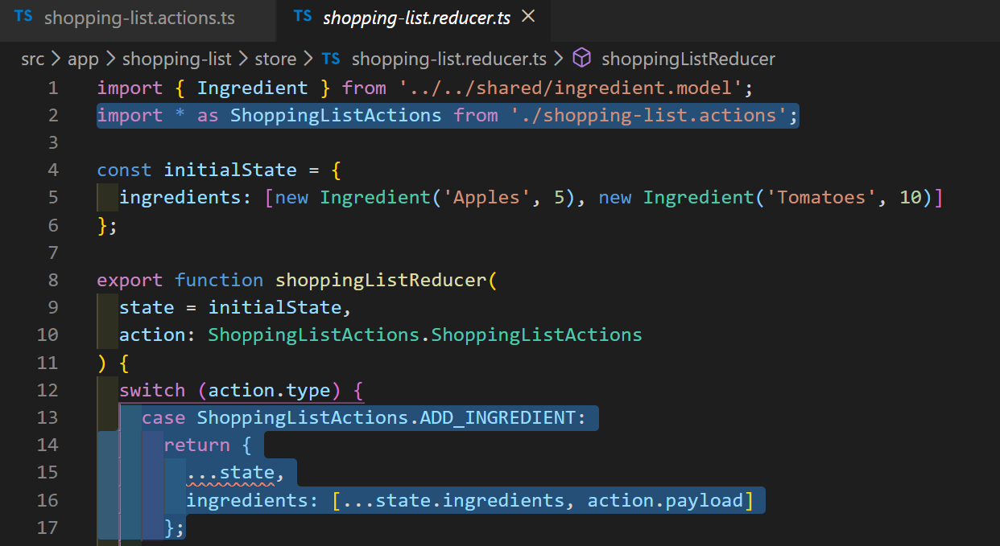 TS shopping-list.actions.ts TS shopping-list.reducer.ts
src > app > shopping-list > store > TS shopping-list.reducer.ts > shoppingListReducer
1 import { Ingredient } from '../../shared/ingredient.model';
2 import * as ShoppingListActions from './shopping-list.actions';
3
4 const initialState = {
5 ingredients: [new Ingredient('Apples', 5), new Ingredient('Tomatoes', 10)]
6 };
7
8 export function shoppingListReducer(
9 state = initialState,
10 action: ShoppingListActions.ShoppingListActions
11 ) {
12 switch (action.type) {
13 case ShoppingListActions.ADD_INGREDIENT:
14 return {
15 ...state,
16 ingredients: [...state.ingredients, action.payload]
17 };